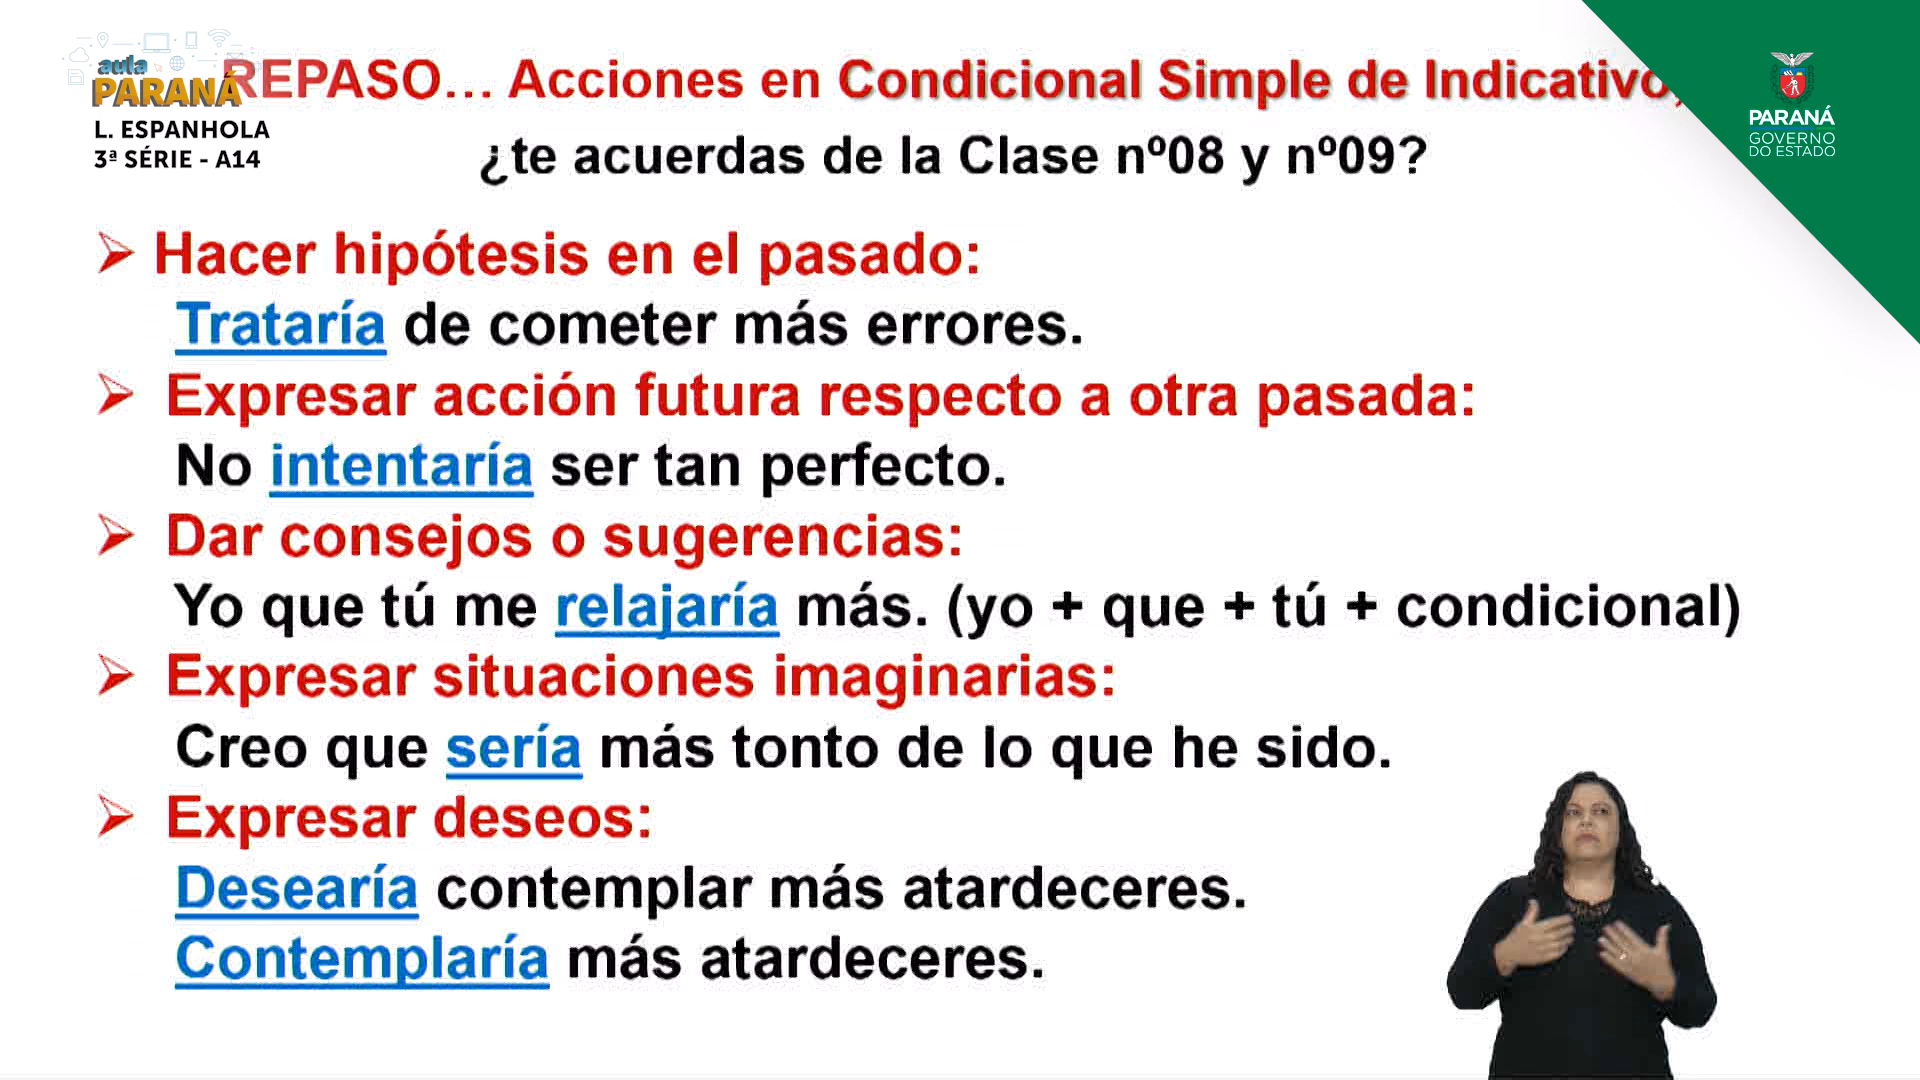 aula
PARANÁ
L. ESPANHOLA
3ª SÉRIE - A14
REPASO... Acciones en Condicional Simple de Indicativo,
¿te acuerdas de la Clase nº08 y nº09?
PARANÁ
GOVERNO
DO ESTADO
Hacer hipótesis en el pasado:
Trataría de cometer más errores.
Expresar acción futura respecto a otra pasada:
No intentaría ser tan perfecto.
Dar consejos o sugerencias:
Yo que tú me relajaría más. (yo + que + tú + condicional)
Expresar situaciones imaginarias:
Creo que sería más tonto de lo que he sido.
Expresar deseos:
Desearía contemplar más atardeceres.
Contemplaría más atardeceres.